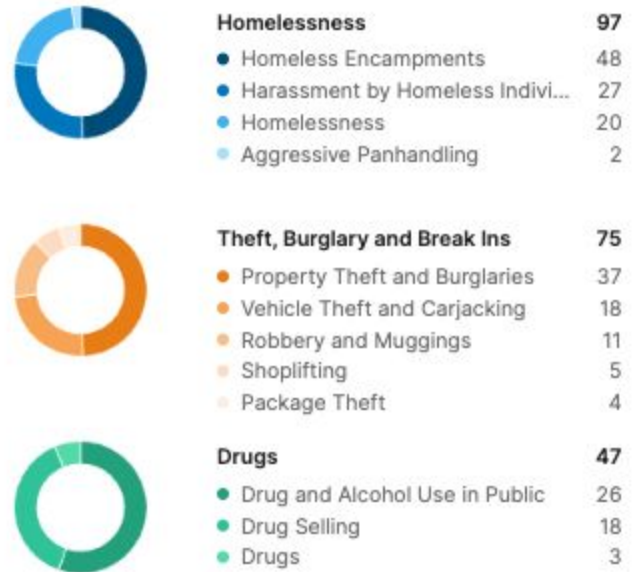 Homelessness 97
Homeless Encampments 48
Harassment by Homeless Indivi... 27
Homelessness 20
Aggressive Panhandling 2
Theft, Burglary and Break Ins 75
Property Theft and Burglaries 37
Vehicle Theft and Carjacking 18
Robbery and Muggings 11
Shoplifting 5
Package Theft 4
Drugs 47
Drug and Alcohol Use in Public 26
Drug Selling 18
Drugs 3